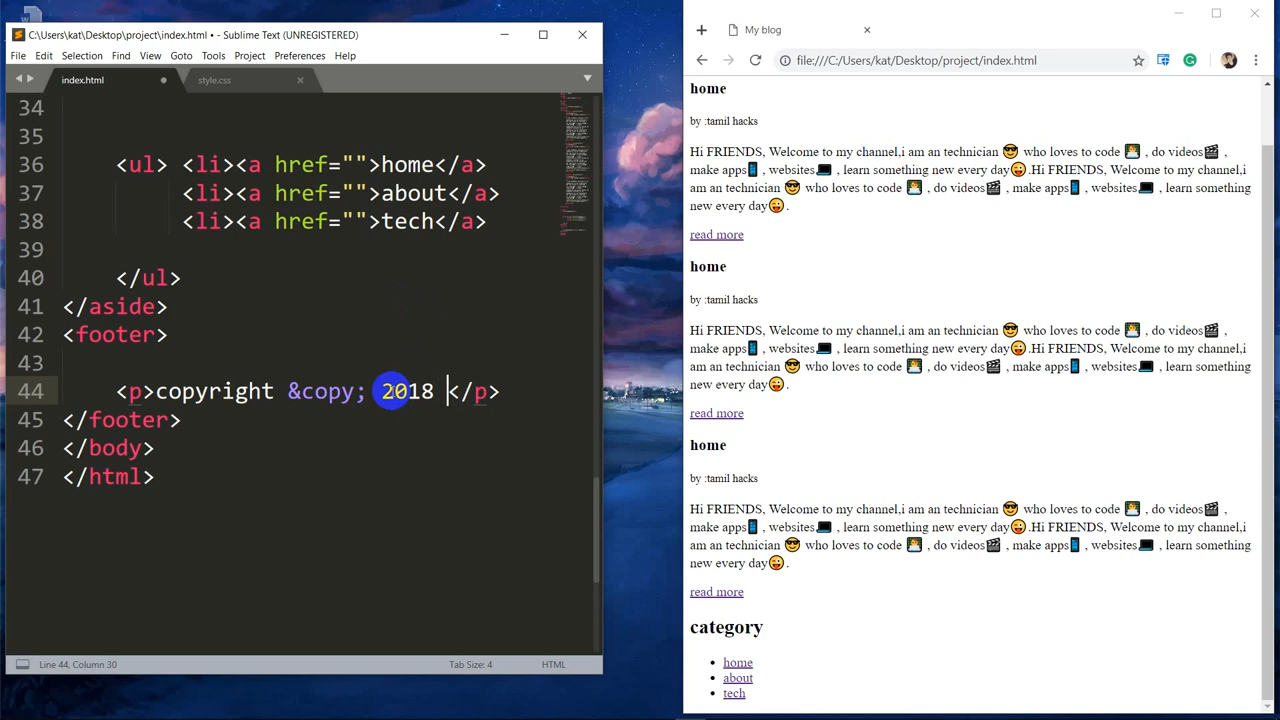 C:\Users\kat\Desktop\project\index.html • - Sublime Text (UNREGISTERED)
File Edit Selection Find View Goto Tools Project Preferences Help
index.html
style.css
34
35
36 <ul> <li><a href="">home</a>
37 <li><a href="">about</a>
38 <li><a href="">tech</a>
39
40 </ul>
41 </aside>
42 <footer>
43
44 <p>copyright &copy; 2018 </p>
45 </footer>
46 </body>
47 </html>
Line 44, Column 30
Tab Size: 4
HTML
My blog
file:///C:/Users/kat/Desktop/project/index.html
home
by :tamil hacks
Hi FRIENDS, Welcome to my channel,i am an technician 😎 who loves to code 👨‍💻 , do videos🎬 ,
make apps📱 , websites💻 , learn something new every day😜.Hi FRIENDS, Welcome to my channel,i
am an technician 😎 who loves to code 👨‍💻 , do videos🎬 , make apps📱 , websites💻 , learn something
new every day😜.
read more
home
by :tamil hacks
Hi FRIENDS, Welcome to my channel,i am an technician 😎 who loves to code 👨‍💻 , do videos🎬 ,
make apps📱 , websites💻 , learn something new every day😜.Hi FRIENDS, Welcome to my channel,i
am an technician 😎 who loves to code 👨‍💻 , do videos🎬 , make apps📱 , websites💻 , learn something
new every day😜.
read more
home
by :tamil hacks
Hi FRIENDS, Welcome to my channel,i am an technician 😎 who loves to code 👨‍💻 , do videos🎬 ,
make apps📱 , websites💻 , learn something new every day😜.Hi FRIENDS, Welcome to my channel,i
am an technician 😎 who loves to code 👨‍💻 , do videos🎬 , make apps📱 , websites💻 , learn something
new every day😜.
read more
category
• home
• about
• tech